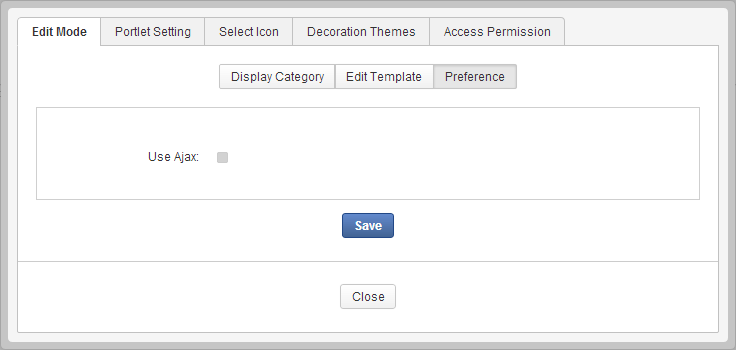 Edit Mode Portlet Setting Select Icon Decoration Themes Access Permission
Display Category Edit Template Preference
Use Ajax:
Save
Close